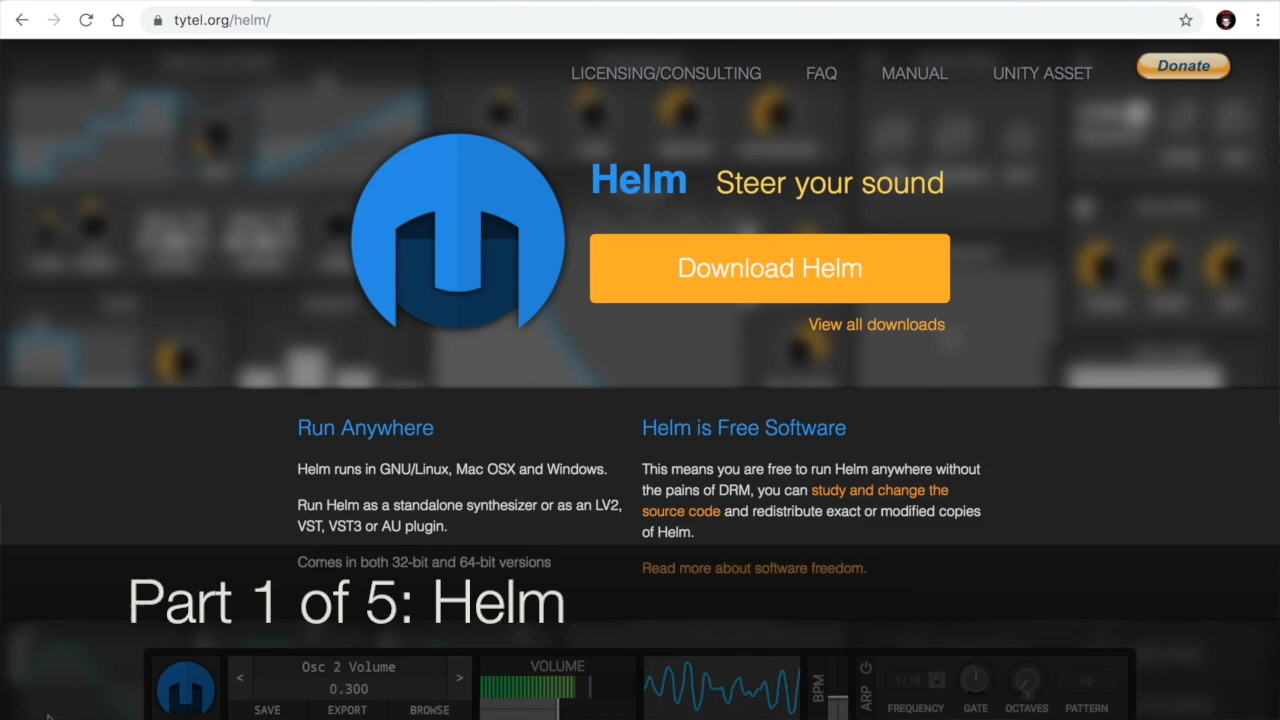 tytel.org/helm/
LICENSING/CONSULTING FAQ MANUAL UNITY ASSET Donate
Helm Steer your sound
Download Helm
View all downloads
Run Anywhere
Helm runs in GNU/Linux, Mac OSX and Windows.
Run Helm as a standalone synthesizer or as an LV2,
VST, VST3 or AU plugin.
Comes in both 32-bit and 64-bit versions
Helm is Free Software
This means you are free to run Helm anywhere without
the pains of DRM, you can study and change the
source code and redistribute exact or modified copies
of Helm.
Read more about software freedom.
Part 1 of 5: Helm
< Osc 2 Volume >
0.300
SAVE EXPORT BROWSE
VOLUME
BPM
ARP
1/16 up
FREQUENCY GATE OCTAVES PATTERN